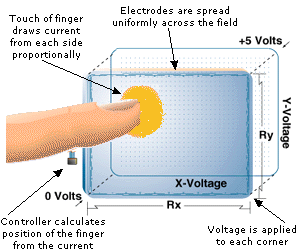 Touch of finger
draws current
from each side
proportionally
Electrodes are spread
uniformly across the field
+5 Volts
Y-Voltage
Ry
X-Voltage
0 Volts
Rx
Controller calculates
position of the finger
from the current
Voltage is applied
to each corner